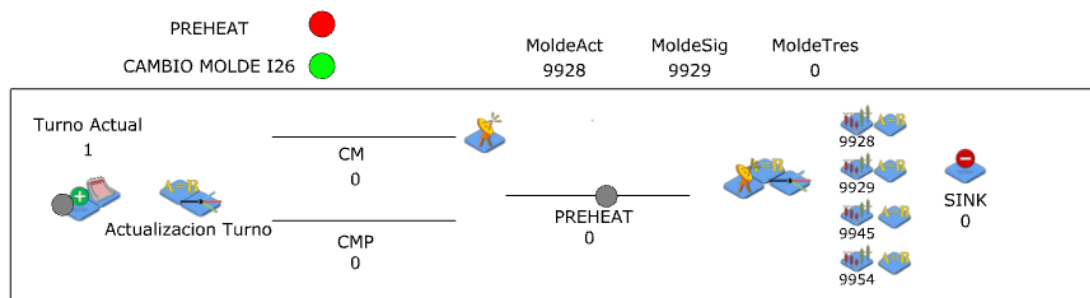 PREHEAT
CAMBIO MOLDE I26
MoldeAct
9928
MoldeSig
9929
MoldeTres
0
Turno Actual
1
A=B
Actualizacion Turno
CM
0
CMP
0
PREHEAT
0
A=B
A=B
9928
A=B
9929
A=B
9945
A=B
9954
SINK
0